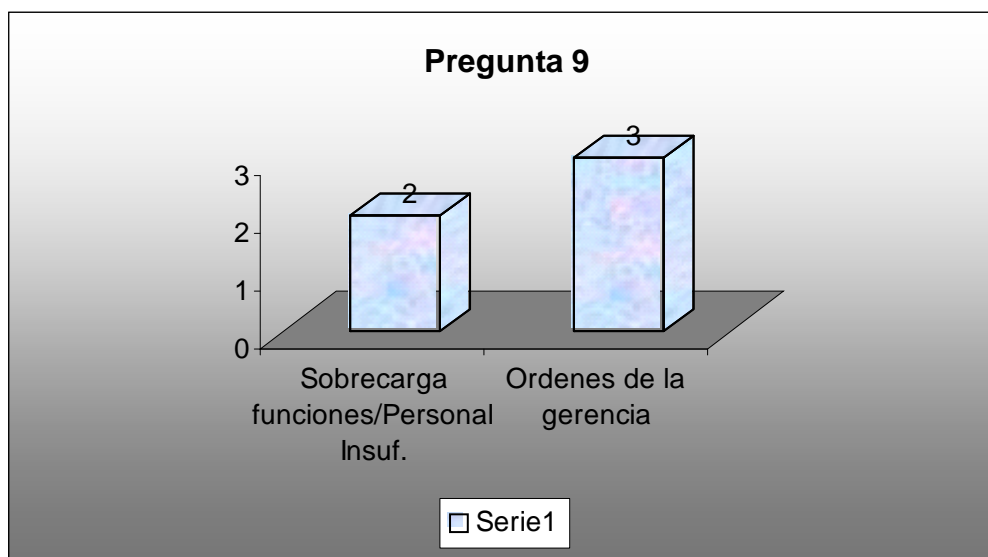 Pregunta 9
3
2
1
0
2
3
Sobrecarga
funciones/Personal
Insuf.
Ordenes de la
gerencia
Serie1